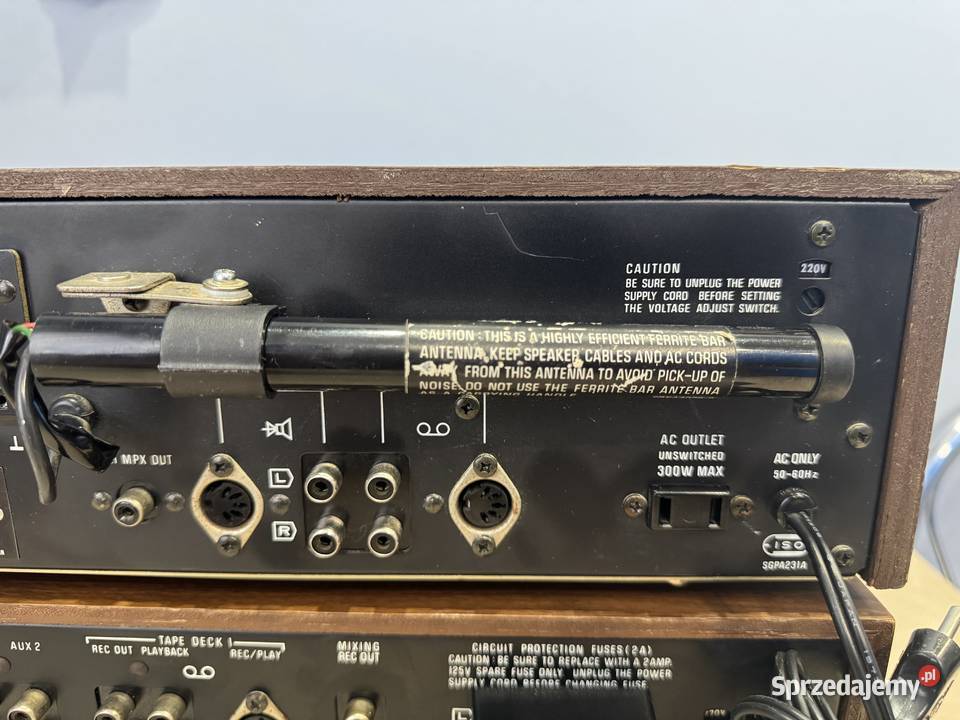 CAUTION
BE SURE TO UNPLUG THE POWER
SUPPLY CORD BEFORE SETTING
THE VOLTAGE ADJUST SWITCH.
220V
CAUTION: THIS IS A HIGHLY EFFICIENT FERRITE BAR
ANTENNA, KEEP SPEAKER, CABLES AND AC CORDS
AWAY FROM THIS ANTENNA TO AVOID PICK-UP OF
NOISE. DO NOT USE THE FERRITE BAR ANTENNA
AS A CARRYING HANDLE
MPX OUT
L
R
AC OUTLET
UNSWITCHED
300W MAX
AC ONLY
50-60Hz
ISO
SGPA231A
AUX 2
TAPE DECK 1
REC OUT PLAYBACK
REC/PLAY
MIXING
REC OUT
CIRCUIT PROTECTION FUSES (2A)
CAUTION: BE SURE TO REPLACE WITH A 2AMP.
125V SPARE FUSE ONLY. UNPLUG THE POWER
SUPPLY CORD BEFORE CHANGING FUSE.
L
Sprzedajemy.pl